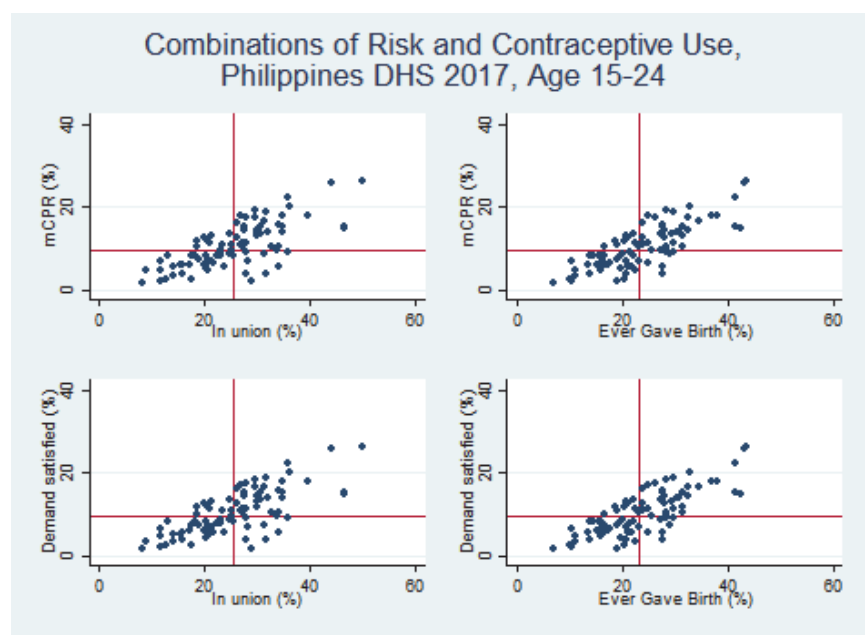 Combinations of Risk and Contraceptive Use,
Philippines DHS 2017, Age 15-24
mCPR (%)
40
20
0
0 20 40 60
In union (%)
mCPR (%)
40
20
0
0 20 40 60
Ever Gave Birth (%)
Demand satisfied (%)
40
20
0
0 20 40 60
In union (%)
Demand satisfied (%)
40
20
0
0 20 40 60
Ever Gave Birth (%)